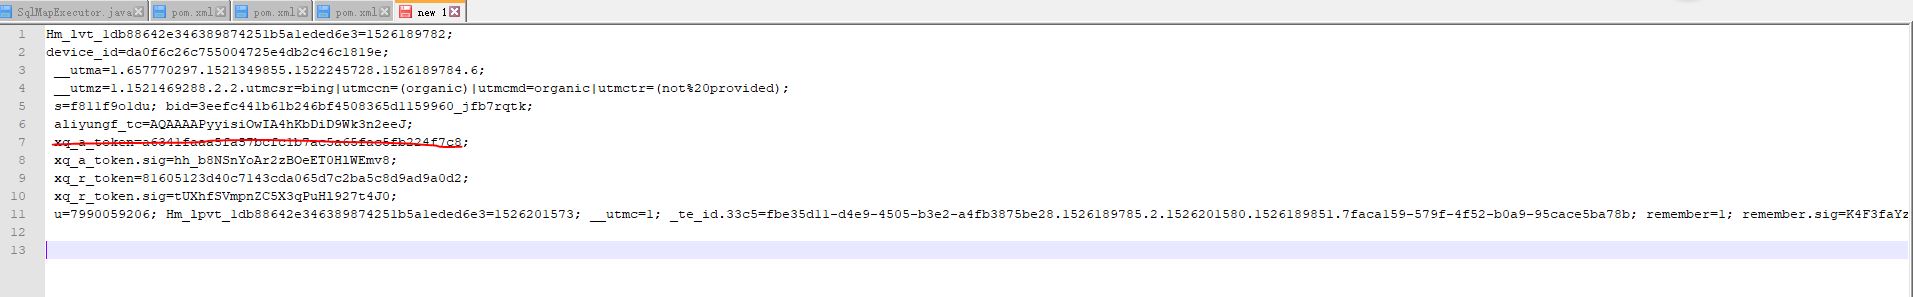 SqlMapExecutor.java pom.xml pom.xml pom.xml new 1
1 Hm_lvt_1db88642e346389874251b5a1eded6e3=1526189782;
2 device_id=da0f6c26c755004725e4db2c46c1819e;
3 __utma=1.657770297.1521349855.1522245728.1526189784.6;
4 __utmz=1.1521469288.2.2.utmcsr=bing|utmccn=(organic)|utmcmd=organic|utmctr=(not%20provided);
5 s=f811f9o1du; bid=3eefc441b61b246bf4508365d1159960_jfb7rqtk;
6 aliyungf_tc=AQAAAAPyyisiOwIA4hKbDiD9Wk3n2eeJ;
7 xq_a_token=a6341faaa5fa57bcfc1b7ac5a65fac5fb224f7c8;
8 xq_a_token.sig=hh_b8NSnYoAr2zBOeET0HlWEmv8;
9 xq_r_token=81605123d40c7143cda065d7c2ba5c8d9ad9a0d2;
10 xq_r_token.sig=tUXhfSVmpnZC5X3qPuHl927t4J0;
11 u=7990059206; Hm_lpvt_1db88642e346389874251b5a1eded6e3=1526201573; __utmc=1; _te_id.33c5=fbe35d11-d4e9-4505-b3e2-a4fb3875be28.1526189785.2.1526201580.1526189851.7faca159-579f-4f52-b0a9-95cace5ba78b; remember=1; remember.sig=K4F3faYz
12
13